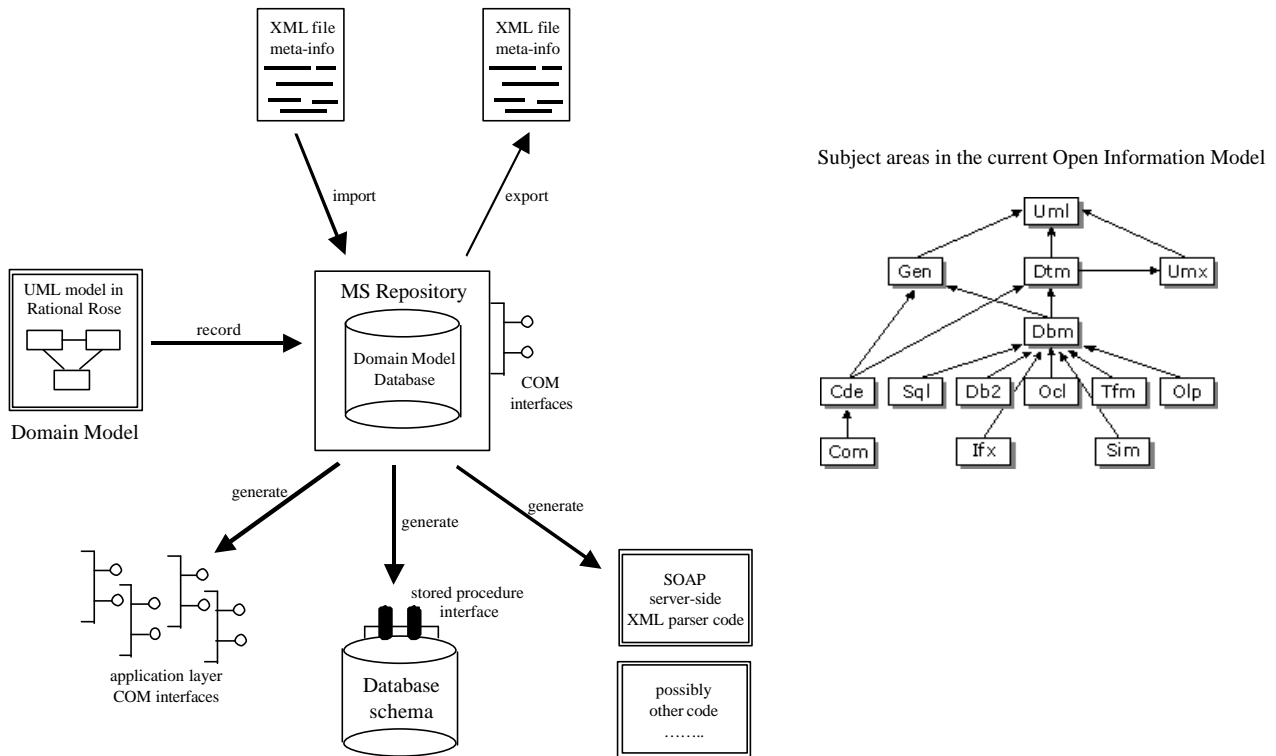 XML file
meta-info
XML file
meta-info
import
export
UML model in
Rational Rose
Domain Model
record
MS Repository
Domain Model
Database
COM
interfaces
generate
generate
generate
application layer
COM interfaces
stored procedure
interface
Database
schema
SOAP
server-side
XML parser code
possibly
other code
……..
Subject areas in the current Open Information Model
Uml
Gen
Dtm
Umx
Dbm
Cde
Sql
Db2
Ocl
Tfm
Olp
Com
Ifx
Sim